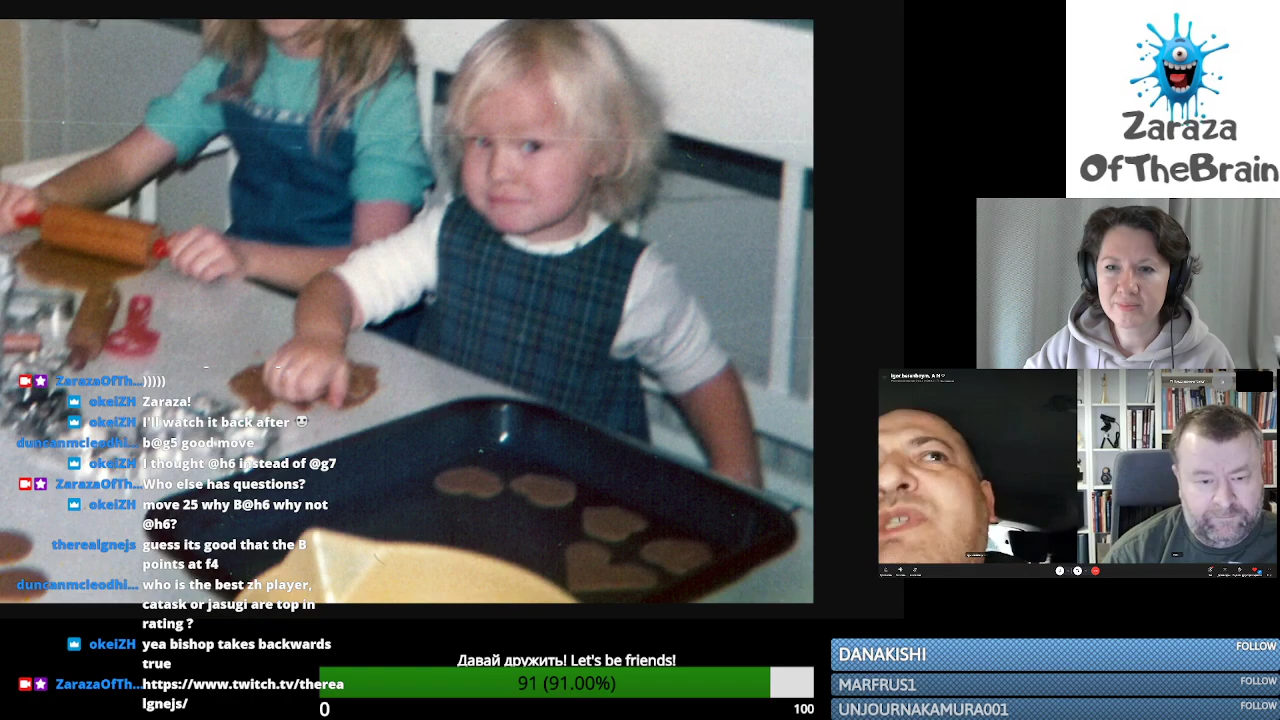 Zaraza
OfTheBrain
ZarazaOfTh... )))))
okeiZH Zaraza!
okeiZH I'll watch it back after
duncanmcleodhi... b@g5 good move
okeiZH I thought @h6 instead of @g7
ZarazaOfTh... Who else has questions?
okeiZH move 25 why B@h6 why not
@h6?
therealgnejs guess its good that the B
points at f4
duncanmcleodhi... who is the best zh player,
catask or jasugi are top in
rating ?
okeiZH yea bishop takes backwards
true
ZarazaOfTh... https://www.twitch.tv/therea
lgnejs/
Давай дружить! Let's be friends!
91 (91.00%)
0
100
DANAKISHI FOLLOW
MARFRUS1 FOLLOW
UNJOURNAKAMURA001 FOLLOW